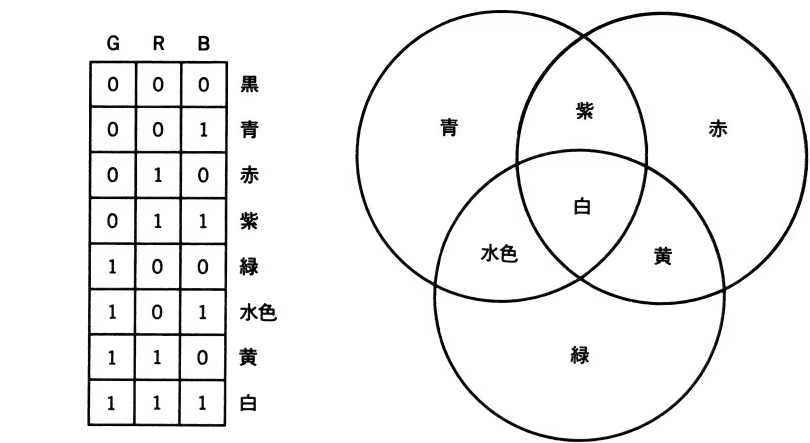 G R B
0 0 0 黒
0 0 1 青
0 1 0 赤
0 1 1 紫
1 0 0 緑
1 0 1 水色
1 1 0 黄
1 1 1 白
紫
青 赤
白
水色 黄
緑